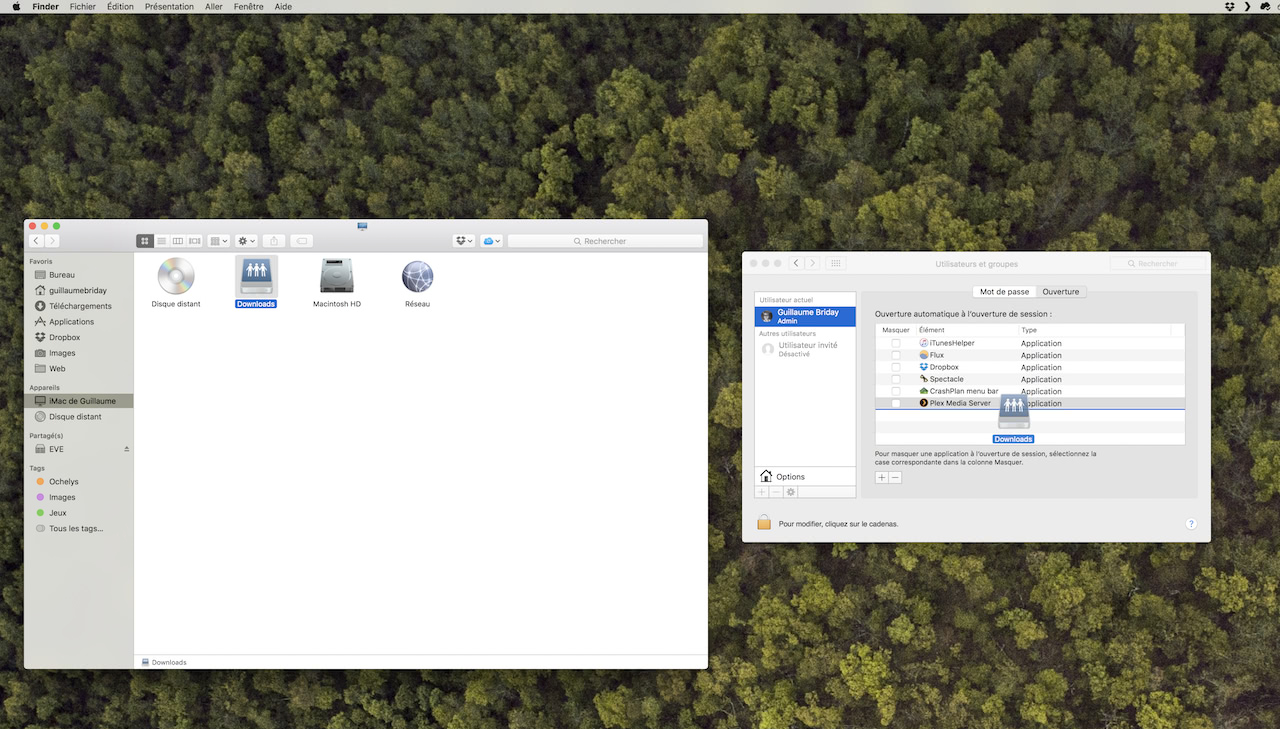 Finder Fichier Édition Présentation Aller Fenêtre Aide
Rechercher
Favoris
Bureau
guillaumebriday
Téléchargements
Applications
Dropbox
Images
Web
Appareils
iMac de Guillaume
Disque distant
Partagé(s)
EVE
Tags
Ochelys
Images
Jeux
Tous les tags...
Disque distant Downloads Macintosh HD Réseau
Downloads
Utilisateurs et groupes Rechercher
Utilisateur actuel
Guillaume Briday
Admin
Autres utilisateurs
Utilisateur invité
Désactivé
Options
Mot de passe Ouverture
Ouverture automatique à l'ouverture de session :
Masquer Élément Type
iTunesHelper Application
Flux Application
Dropbox Application
Spectacle Application
CrashPlan menu bar Application
Plex Media Server Application
Downloads
Pour masquer une application à l'ouverture de session, sélectionnez la
case correspondante dans la colonne Masquer.
Pour modifier, cliquez sur le cadenas.
?